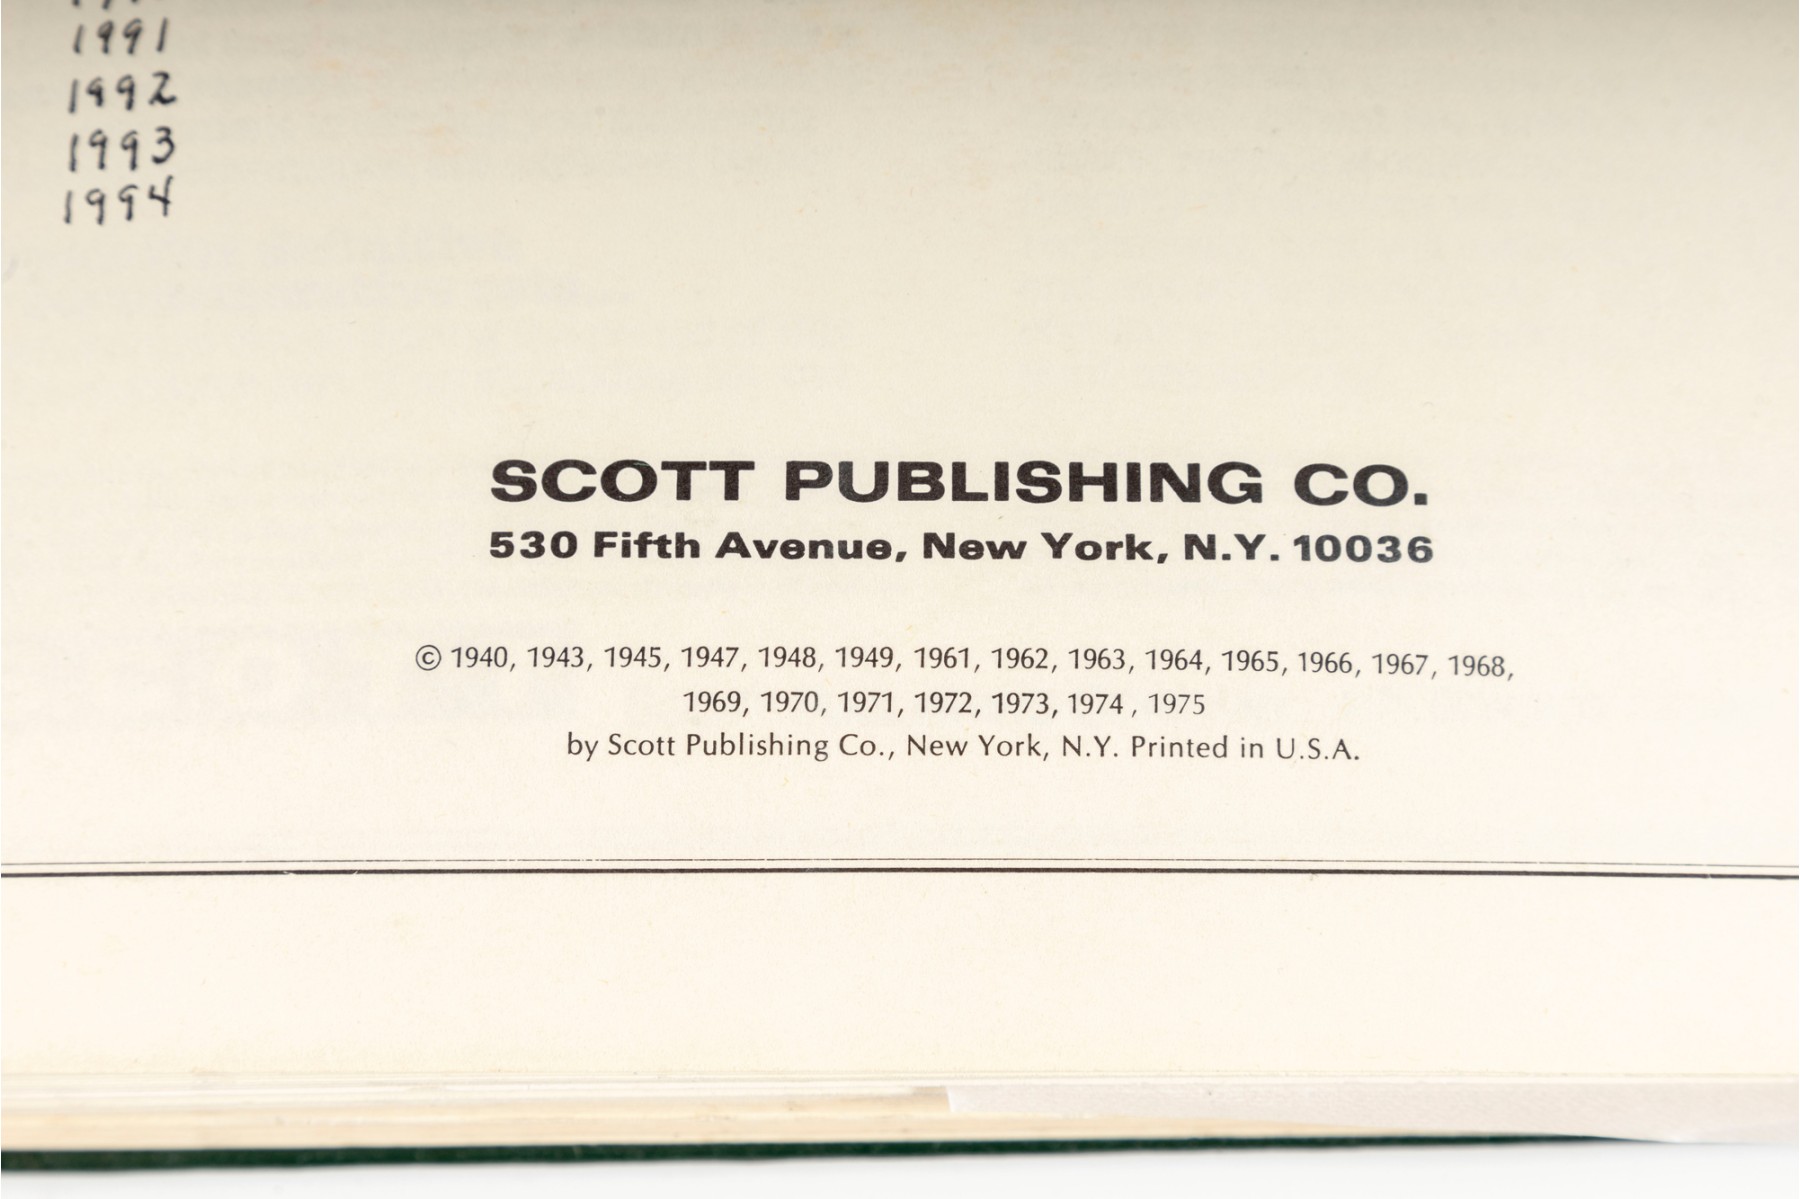 1991
1992
1993
1994
SCOTT PUBLISHING CO.
530 Fifth Avenue, New York, N.Y. 10036
© 1940, 1943, 1945, 1947, 1948, 1949, 1961, 1962, 1963, 1964, 1965, 1966, 1967, 1968,
1969, 1970, 1971, 1972, 1973, 1974 , 1975
by Scott Publishing Co., New York, N.Y. Printed in U.S.A.